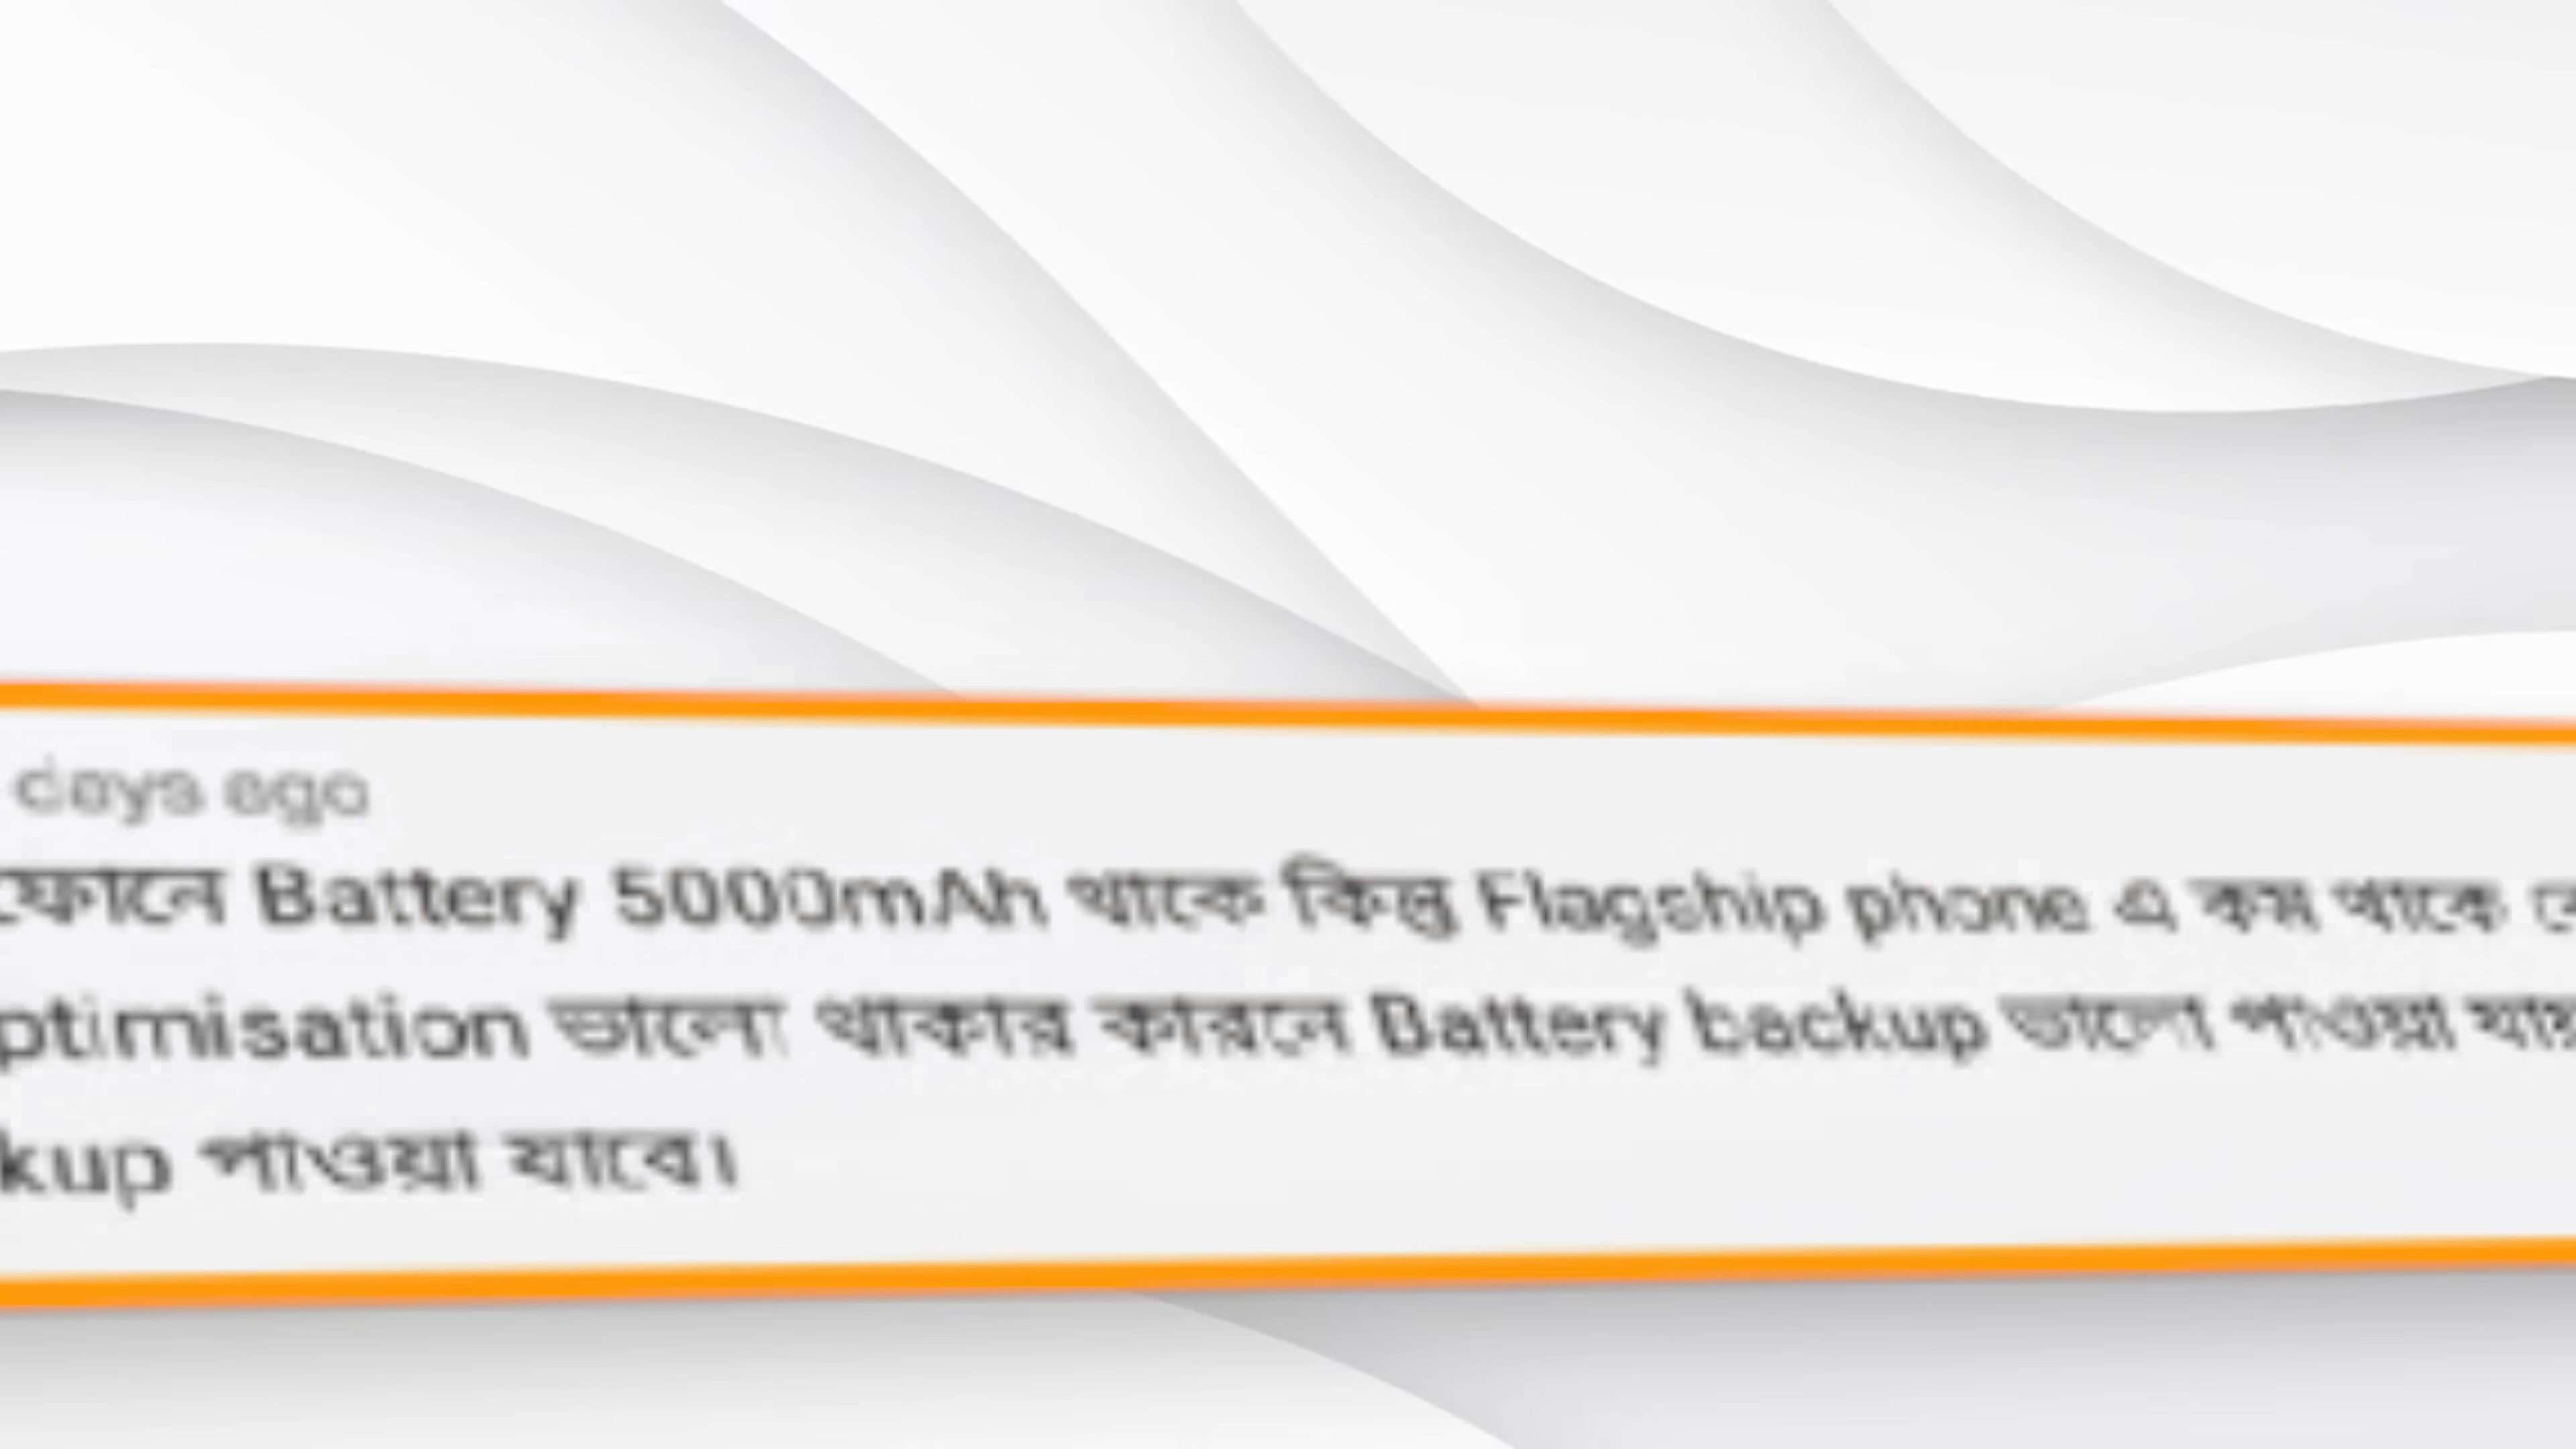 days ago
ফোনে Battery 5000mAh থাকে কিন্তু Flagship phone এ কম থাকে
ptimisation ভালো থাকার কারনে Battery backup ভালো পাওয়া যায়
kup পাওয়া যাবে।